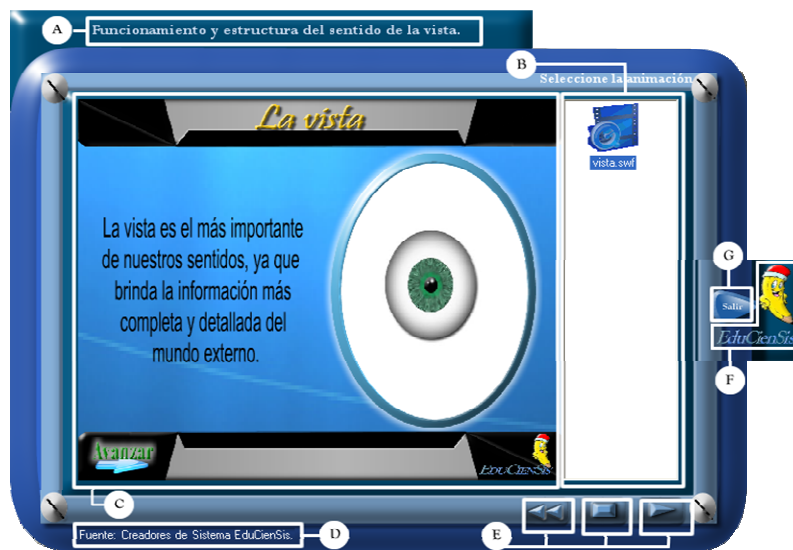 A
Funcionamiento y estructura del sentido de la vista.
B
Seleccione la animación
La vista
vista.swf
La vista es el más importante
de nuestros sentidos, ya que
brinda la información más
completa y detallada del
mundo externo.
G
Salir
EduCienSis
F
Avanzar
EDUCIENSIS
C
Fuente: Creadores de Sistema EduCienSis.
D
E